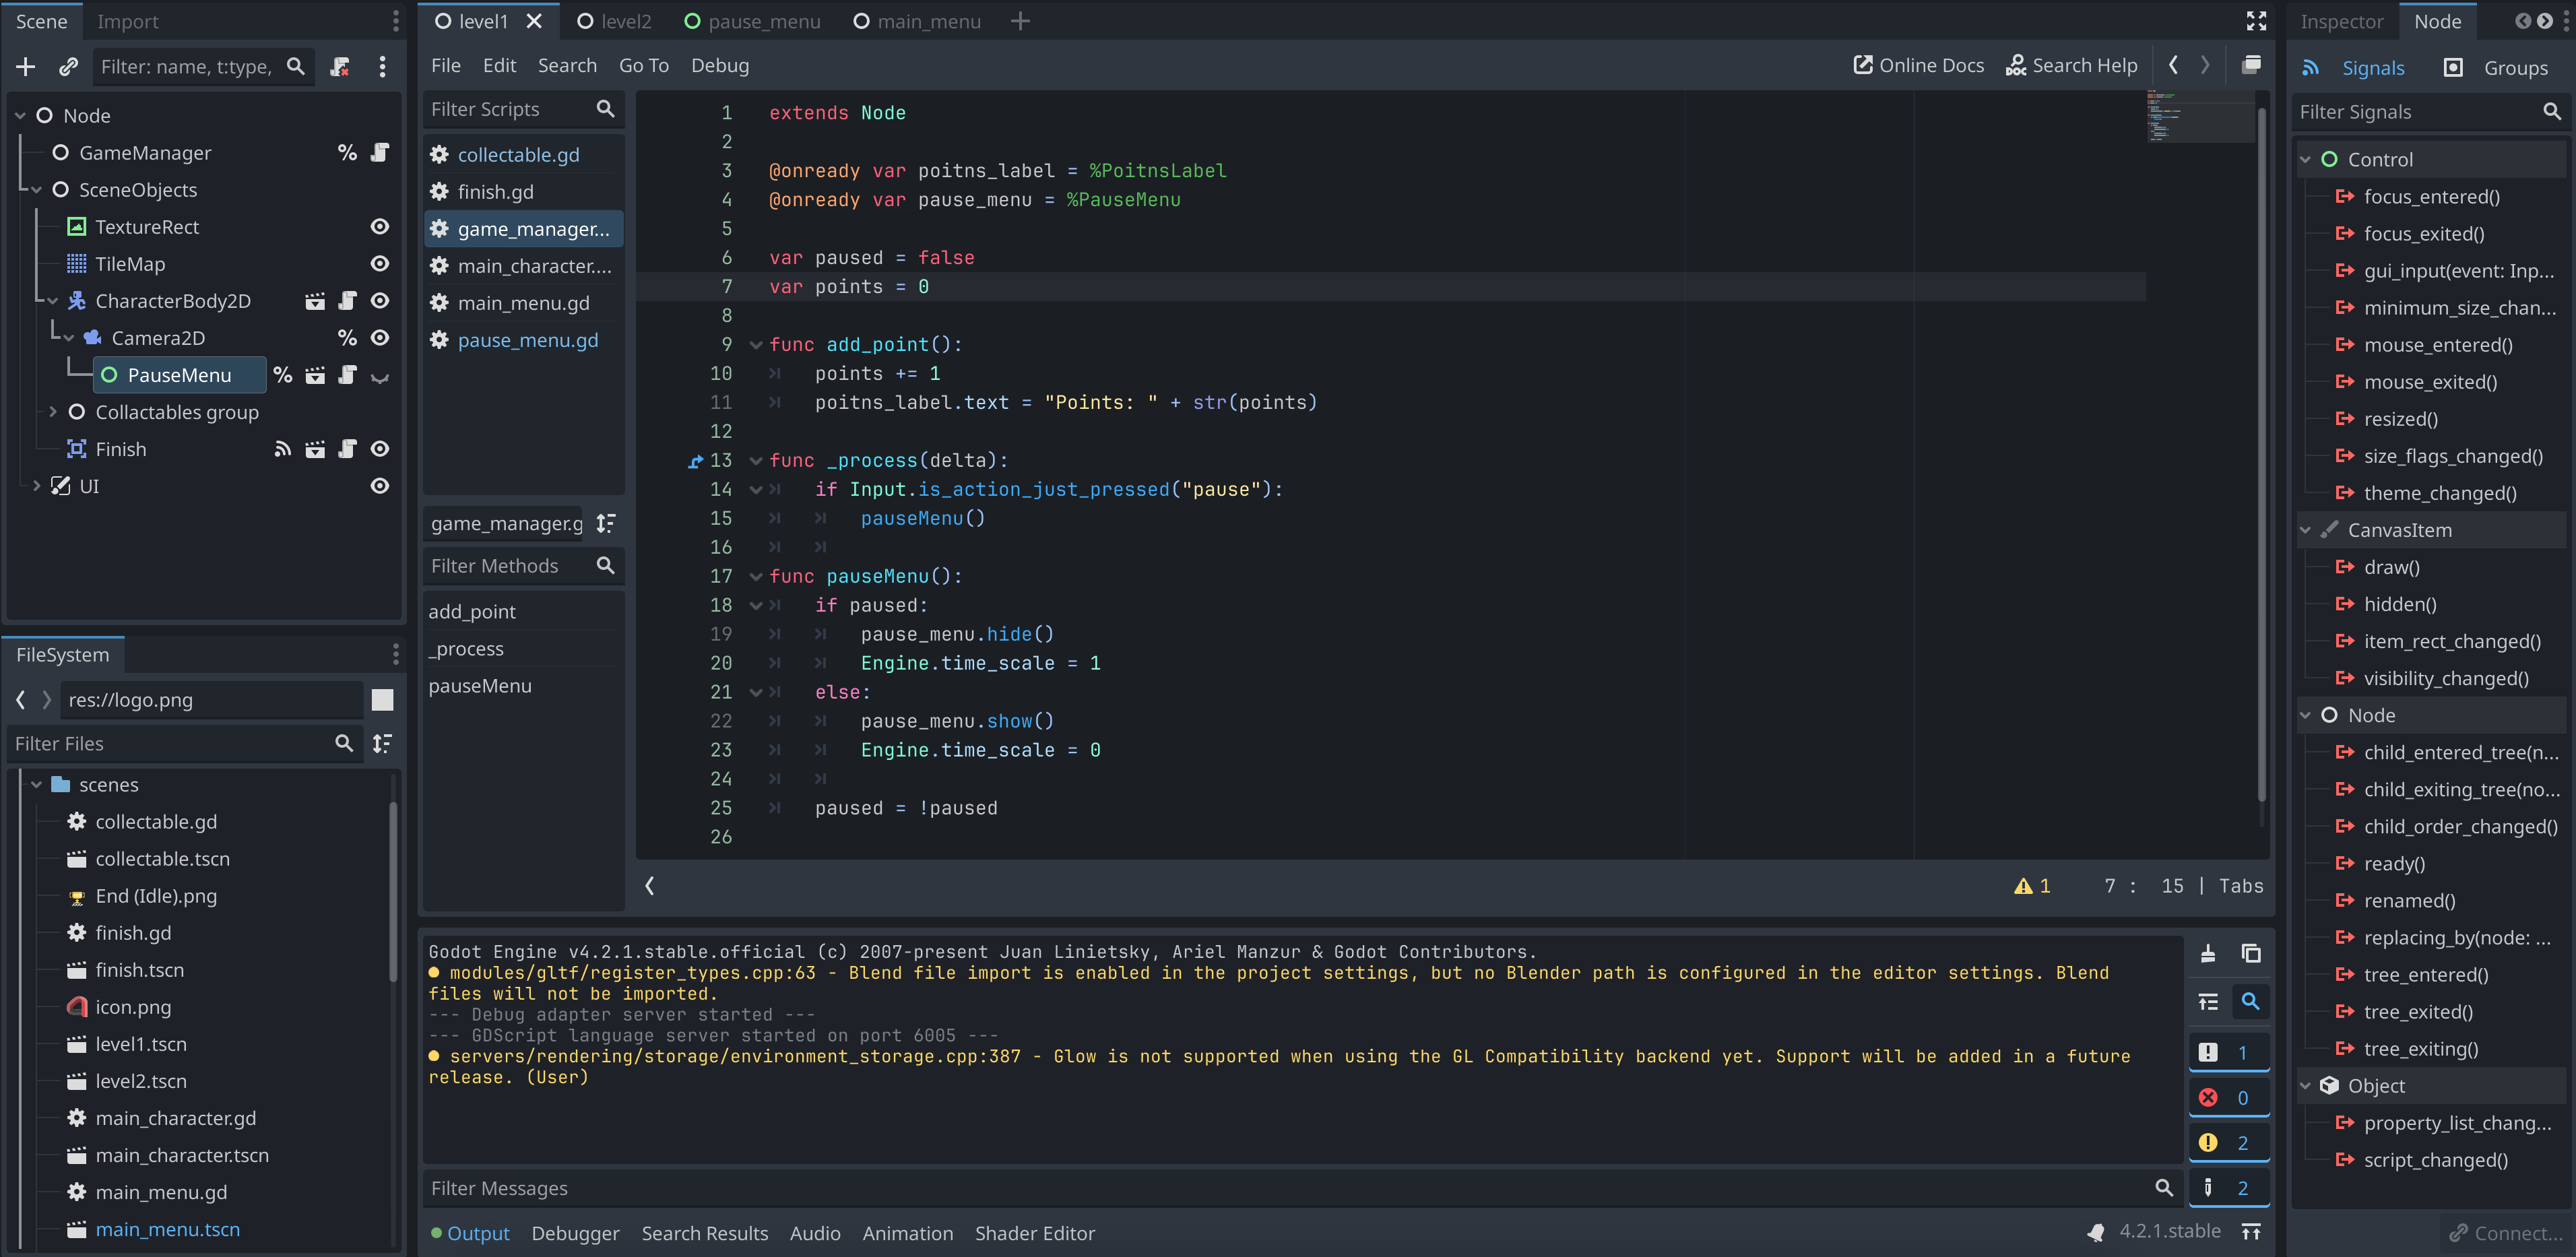 Scene Import
Filter: name, t:type,
Node
GameManager
SceneObjects
TextureRect
TileMap
CharacterBody2D
Camera2D
PauseMenu
Collactables group
Finish
UI
FileSystem
res://logo.png
Filter Files
scenes
collectable.gd
collectable.tscn
End (Idle).png
finish.gd
finish.tscn
icon.png
level1.tscn
level2.tscn
main_character.gd
main_character.tscn
main_menu.gd
main_menu.tscn
level1 level2 pause_menu main_menu
File Edit Search Go To Debug Online Docs Search Help
Filter Scripts
collectable.gd
finish.gd
game_manager...
main_character....
main_menu.gd
pause_menu.gd
game_manager.g
Filter Methods
add_point
_process
pauseMenu
1 extends Node
2
3 @onready var poitns_label = %PoitnsLabel
4 @onready var pause_menu = %PauseMenu
5
6 var paused = false
7 var points = 0
8
9 func add_point():
10 points += 1
11 poitns_label.text = "Points: " + str(points)
12
13 func _process(delta):
14 if Input.is_action_just_pressed("pause"):
15 pauseMenu()
16
17 func pauseMenu():
18 if paused:
19 pause_menu.hide()
20 Engine.time_scale = 1
21 else:
22 pause_menu.show()
23 Engine.time_scale = 0
24
25 paused = !paused
26
1 7 : 15 | Tabs
Godot Engine v4.2.1.stable.official (c) 2007-present Juan Linietsky, Ariel Manzur & Godot Contributors.
modules/gltf/register_types.cpp:63 - Blend file import is enabled in the project settings, but no Blender path is configured in the editor settings. Blend
files will not be imported.
--- Debug adapter server started ---
--- GDScript language server started on port 6005 ---
servers/rendering/storage/environment_storage.cpp:387 - Glow is not supported when using the GL Compatibility backend yet. Support will be added in a future
release. (User)
1
0
2
2
Filter Messages
Output Debugger Search Results Audio Animation Shader Editor 4.2.1.stable
Inspector Node
Signals Groups
Filter Signals
Control
focus_entered()
focus_exited()
gui_input(event: Inp...
minimum_size_chan...
mouse_entered()
mouse_exited()
resized()
size_flags_changed()
theme_changed()
CanvasItem
draw()
hidden()
item_rect_changed()
visibility_changed()
Node
child_entered_tree(n...
child_exiting_tree(no...
child_order_changed()
ready()
renamed()
replacing_by(node: ...
tree_entered()
tree_exited()
tree_exiting()
Object
property_list_chang...
script_changed()
Connect...